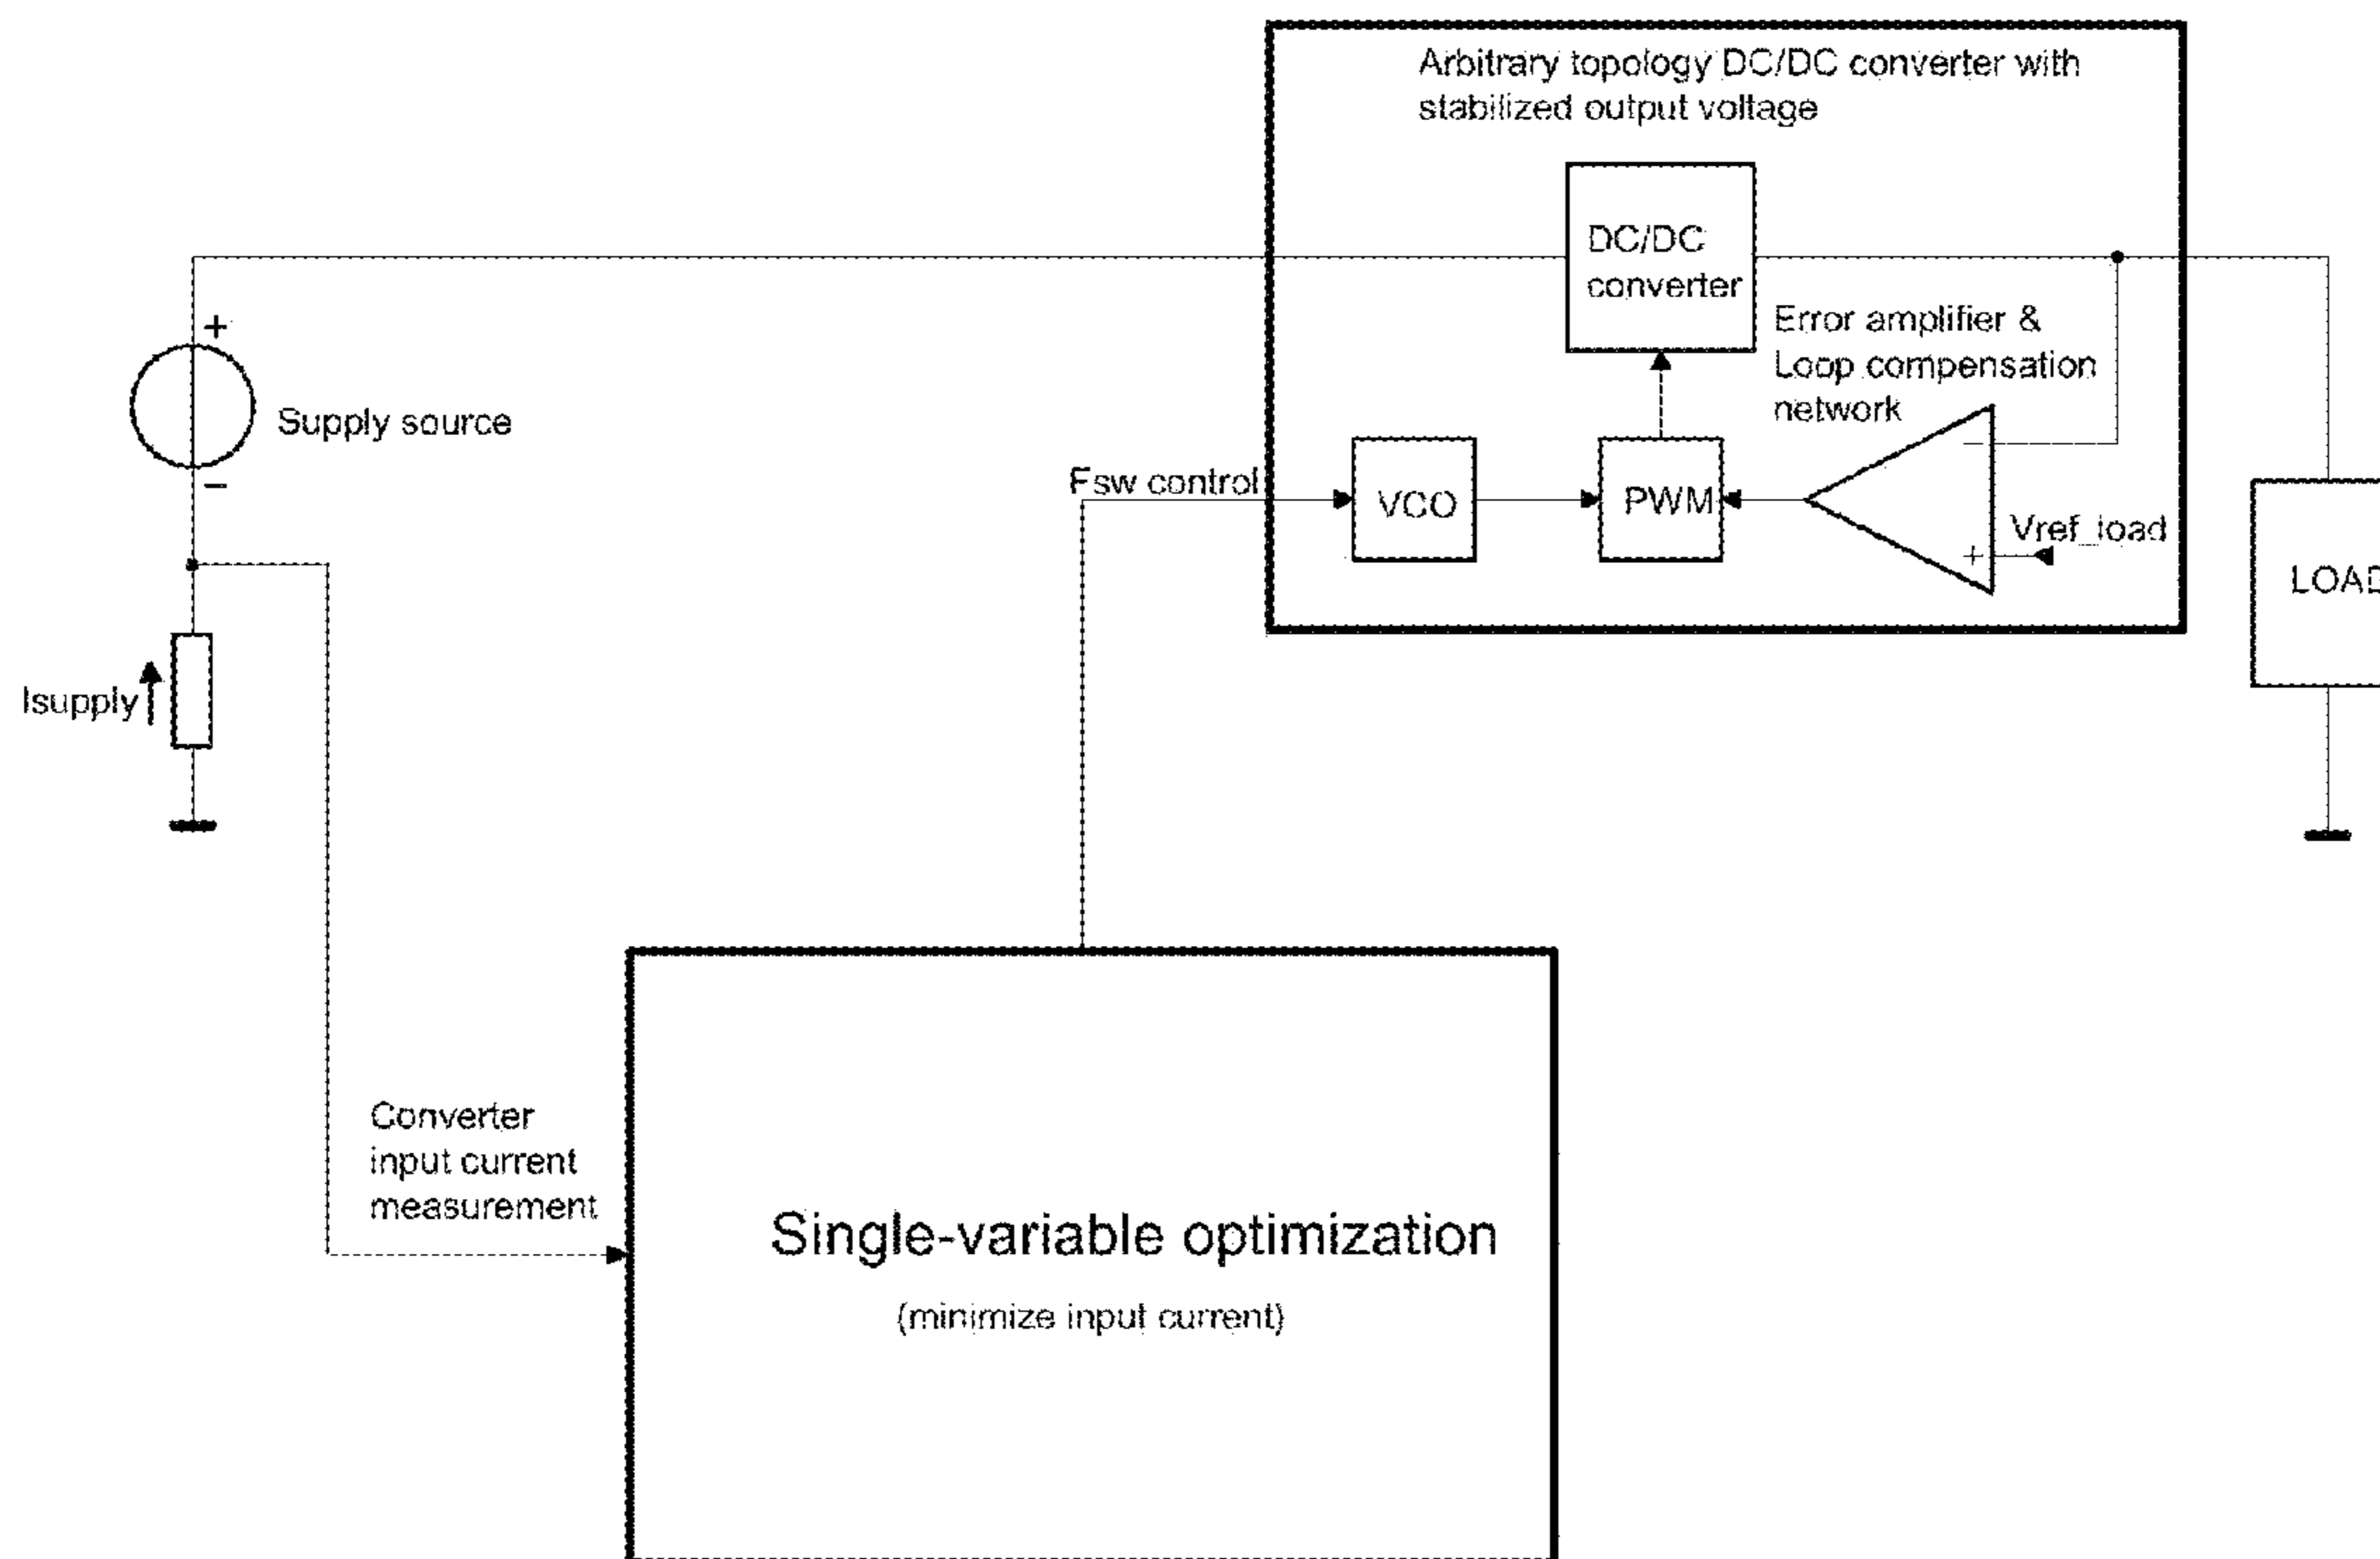 Arbitrary topology DC/DC converter with
stabilized output voltage
DC/DC
converter
Error amplifier &
Loop compensation
network
+
Supply source
−
Fsw control
VCO
PWM
−
+
Vref_load
LOAD
Isupply
Converter
input current
measurement
Single-variable optimization
(minimize input current)